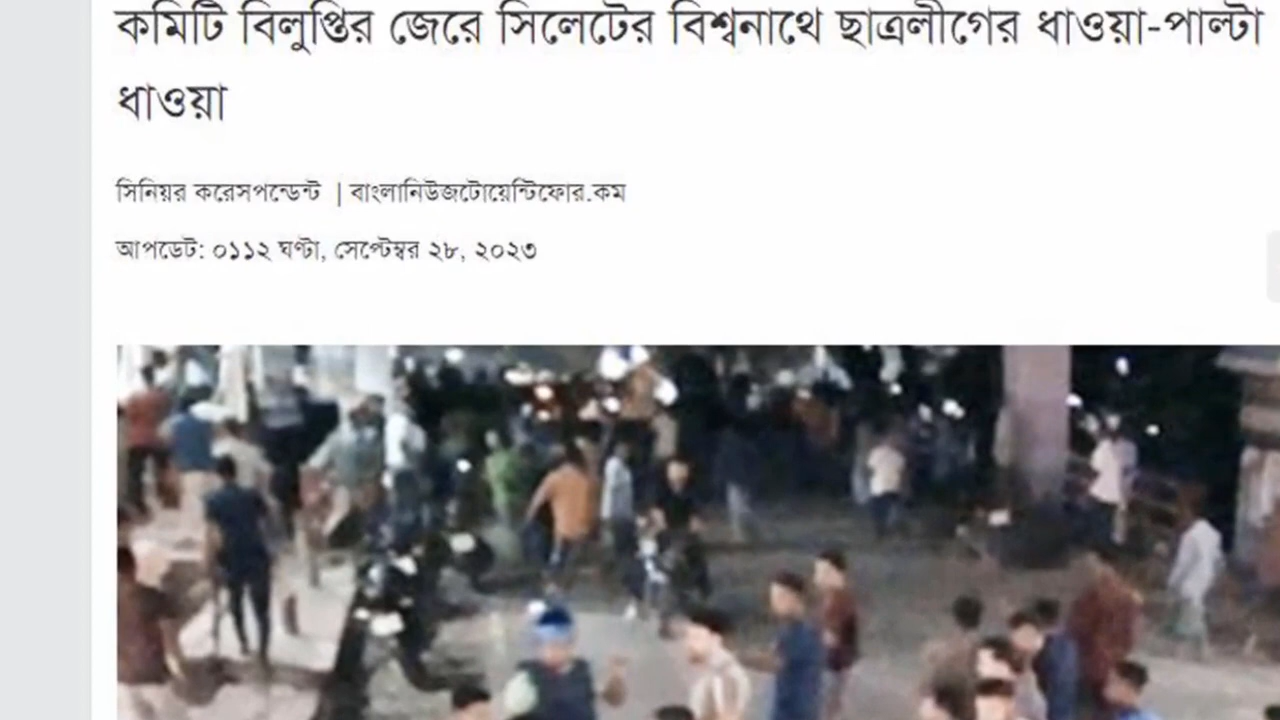 কমিটি বিলুপ্তির জেরে সিলেটের বিশ্বনাথে ছাত্রলীগের ধাওয়া-পাল্টা
ধাওয়া
সিনিয়র করেসপন্ডেন্ট | বাংলানিউজটোয়েন্টিফোর.কম
আপডেট: ০১১২ ঘণ্টা, সেপ্টেম্বর ২৮, ২০২৩